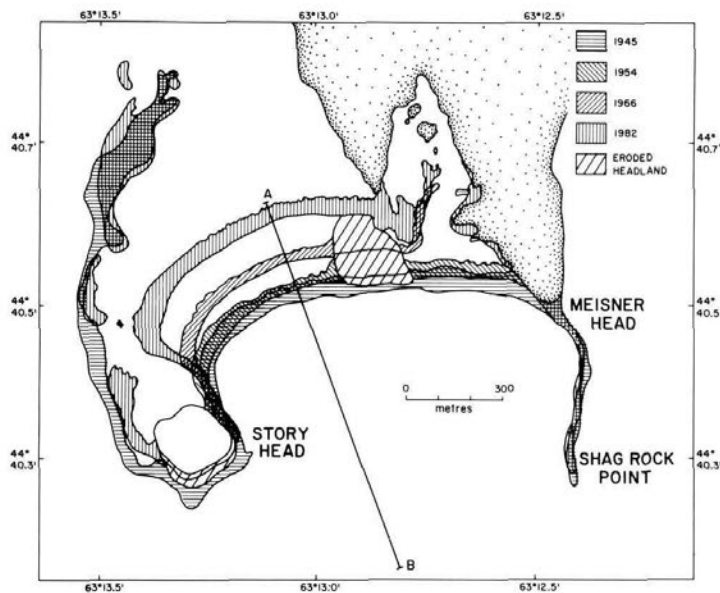 63°13.5' 63°13.0' 63°12.5'
1945
1954
1966
1982
ERODED
HEADLAND
44°
40.7'
44°
40.7'
A
44°
40.5'
44°
40.5'
MEISNER
HEAD
0 300
metres
STORY
HEAD
44°
40.3'
44°
40.3'
SHAG ROCK
POINT
B
63°13.5' 63°13.0' 63°12.5'